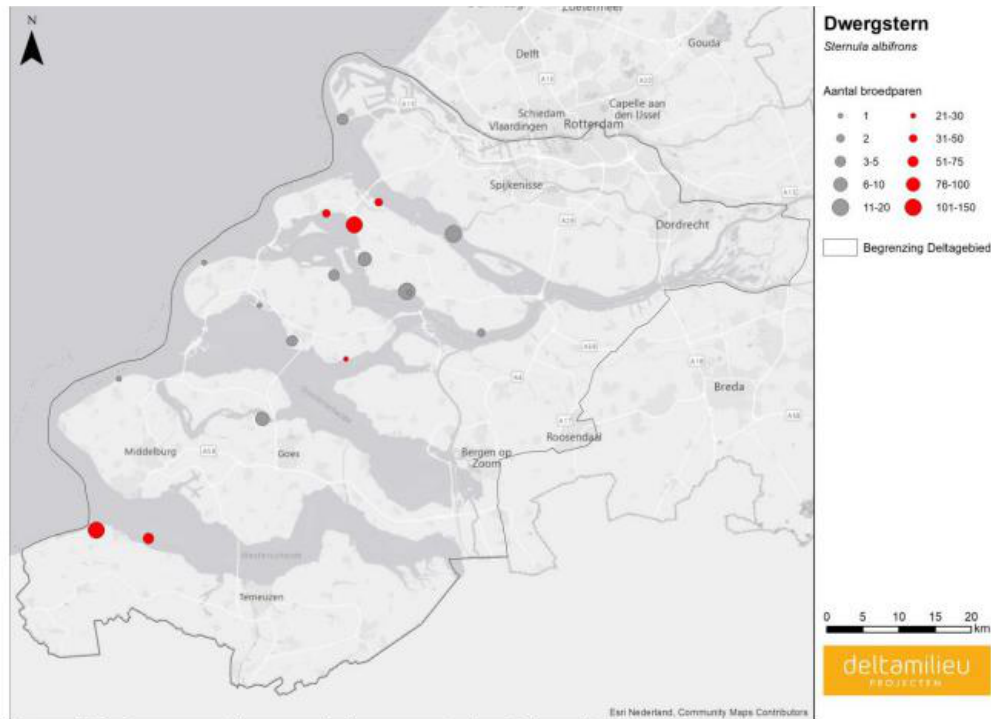 N
Zoetermeer
Gouda
Delft
A13
A20
A15
Schiedam
Capelle aan
den IJssel
Vlaardingen
Rotterdam
Spijkenisse
A29
Dordrecht
A4
A17
Breda
Roosendaal
Bergen op
Zoom
Middelburg
A58
Goes
Westerschelde
Terneuzen
Esri Nederland, Community Maps Contributors
Dwergstern
Sternula albifrons
Aantal broedparen
1 21-30
2 31-50
3-5 51-75
6-10 76-100
11-20 101-150
Begrenzing Deltagebied
0 5 10 15 20
km
deltamilieu
PROJECTEN